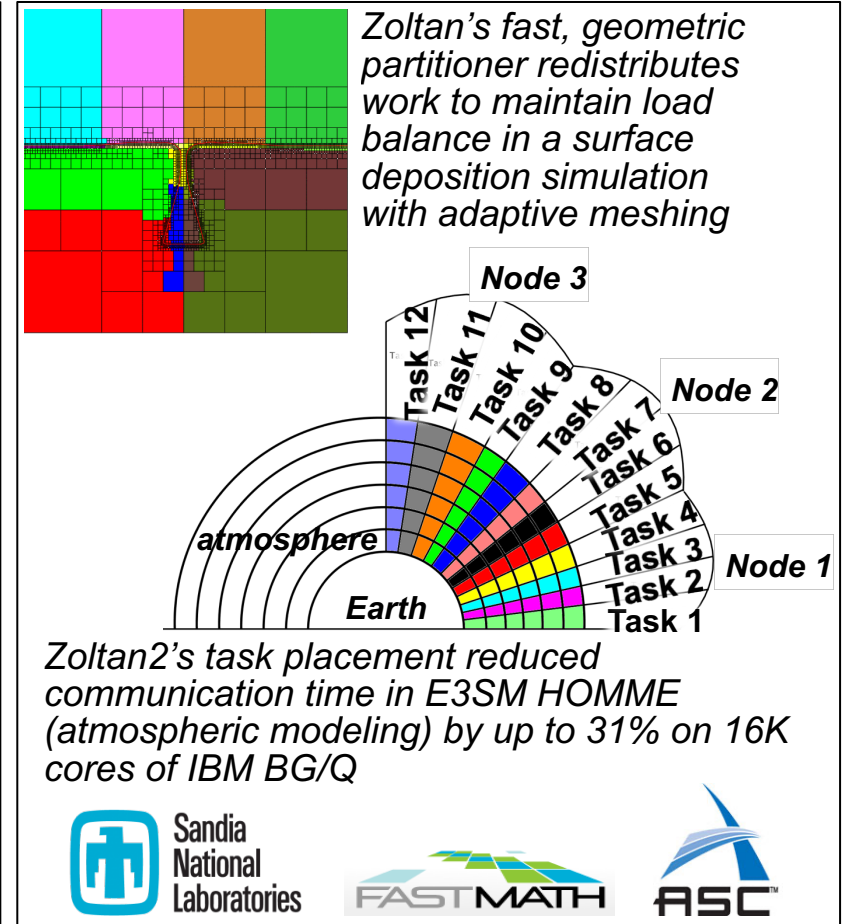 Zoltan's fast, geometric
partitioner redistributes
work to maintain load
balance in a surface
deposition simulation
with adaptive meshing
Node 3
Task 12
Task 11
Task 10
Task 9
Task 8
Node 2
Task 7
Task 6
Task 5
Task 4
Task 3
Node 1
Task 2
Task 1
atmosphere
Earth
Zoltan2's task placement reduced
communication time in E3SM HOMME
(atmospheric modeling) by up to 31% on 16K
cores of IBM BG/Q
Sandia
National
Laboratories
FASTMATH
ASC™